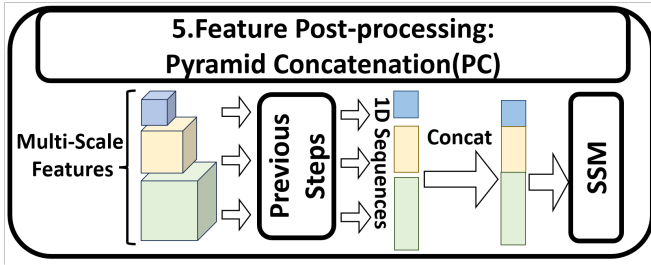 5.Feature Post-processing:
Pyramid Concatenation(PC)
Multi-Scale
Features
Previous
Steps
1D Sequences
Concat
SSM